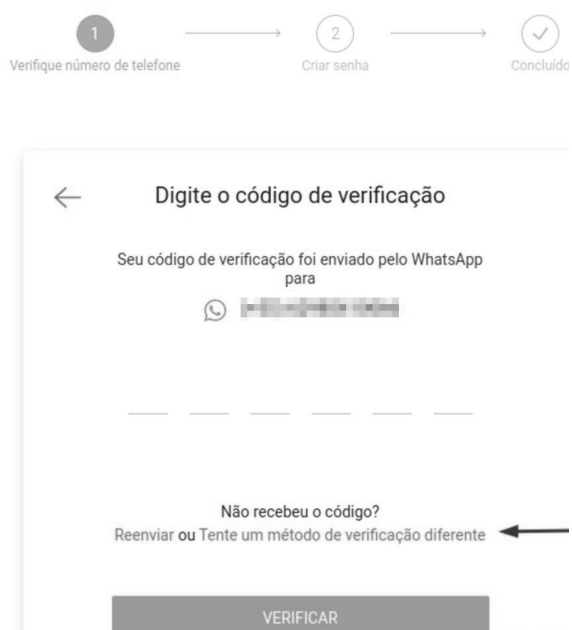 1
2
Verifique número de telefone
Criar senha
Concluído
Digite o código de verificação
Seu código de verificação foi enviado pelo WhatsApp
para
Não recebeu o código?
Reenviar ou Tente um método de verificação diferente
VERIFICAR